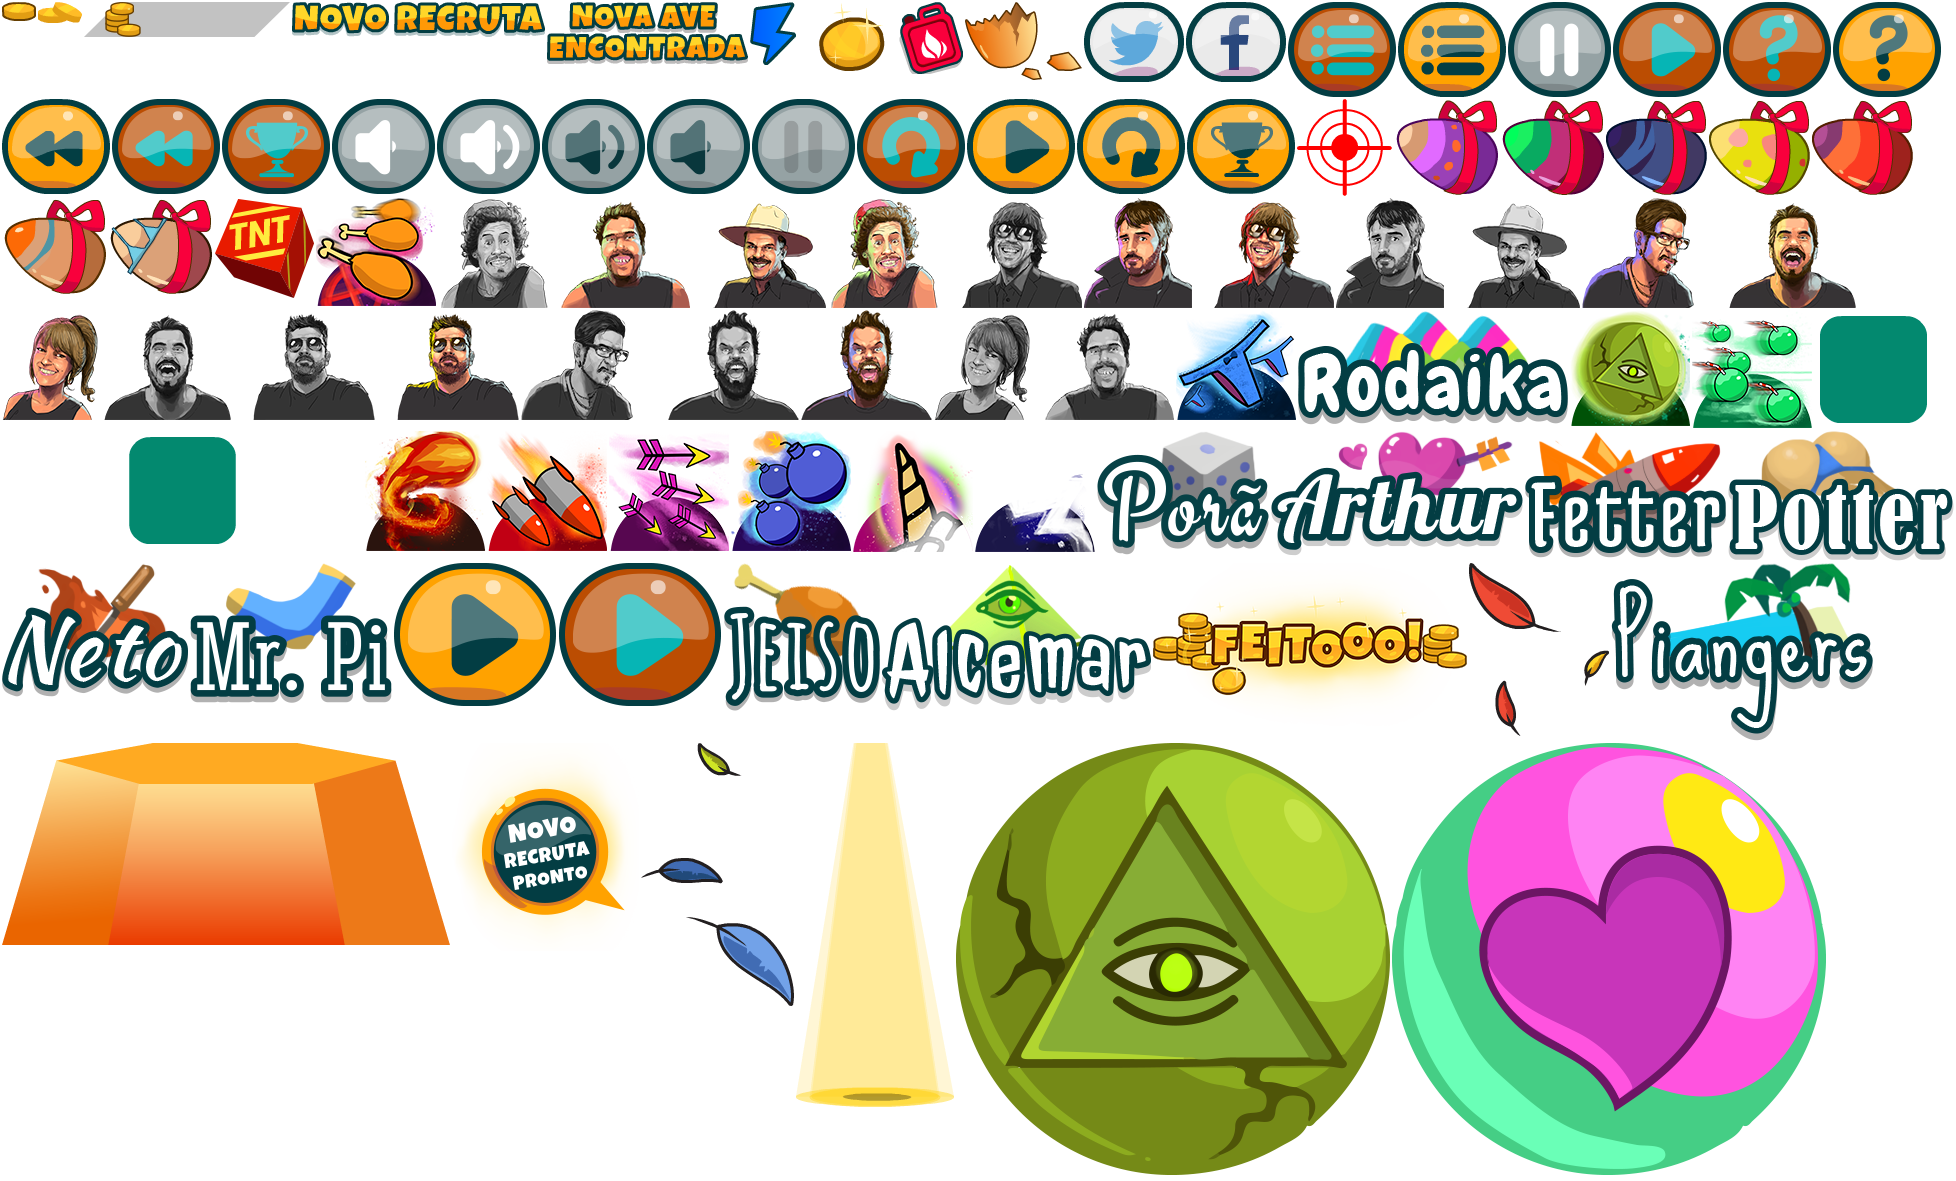 NOVO RECRUTA
NOVA AVE
ENCONTRADA
f
?
?
TNT
Rodaika
Porã
Arthur
Fetter
Potter
Neto
Mr. Pi
JEISO
Alcemar
FEITOOO!
Piangers
NOVO
RECRUTA
PRONTO